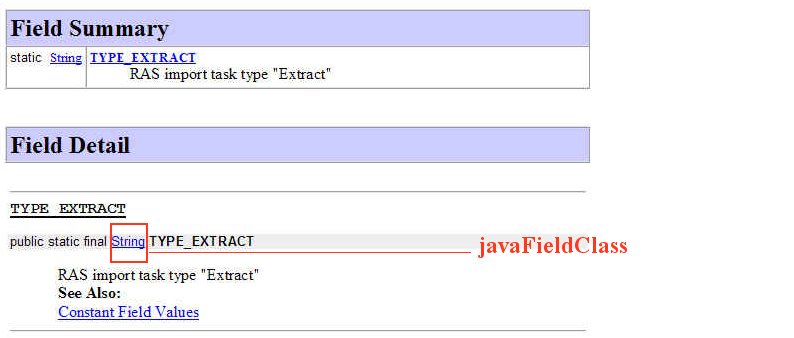 Field Summary
static String TYPE_EXTRACT
RAS import task type "Extract"
Field Detail
TYPE_EXTRACT
public static final String TYPE_EXTRACT javaFieldClass
RAS import task type "Extract"
See Also:
Constant Field Values